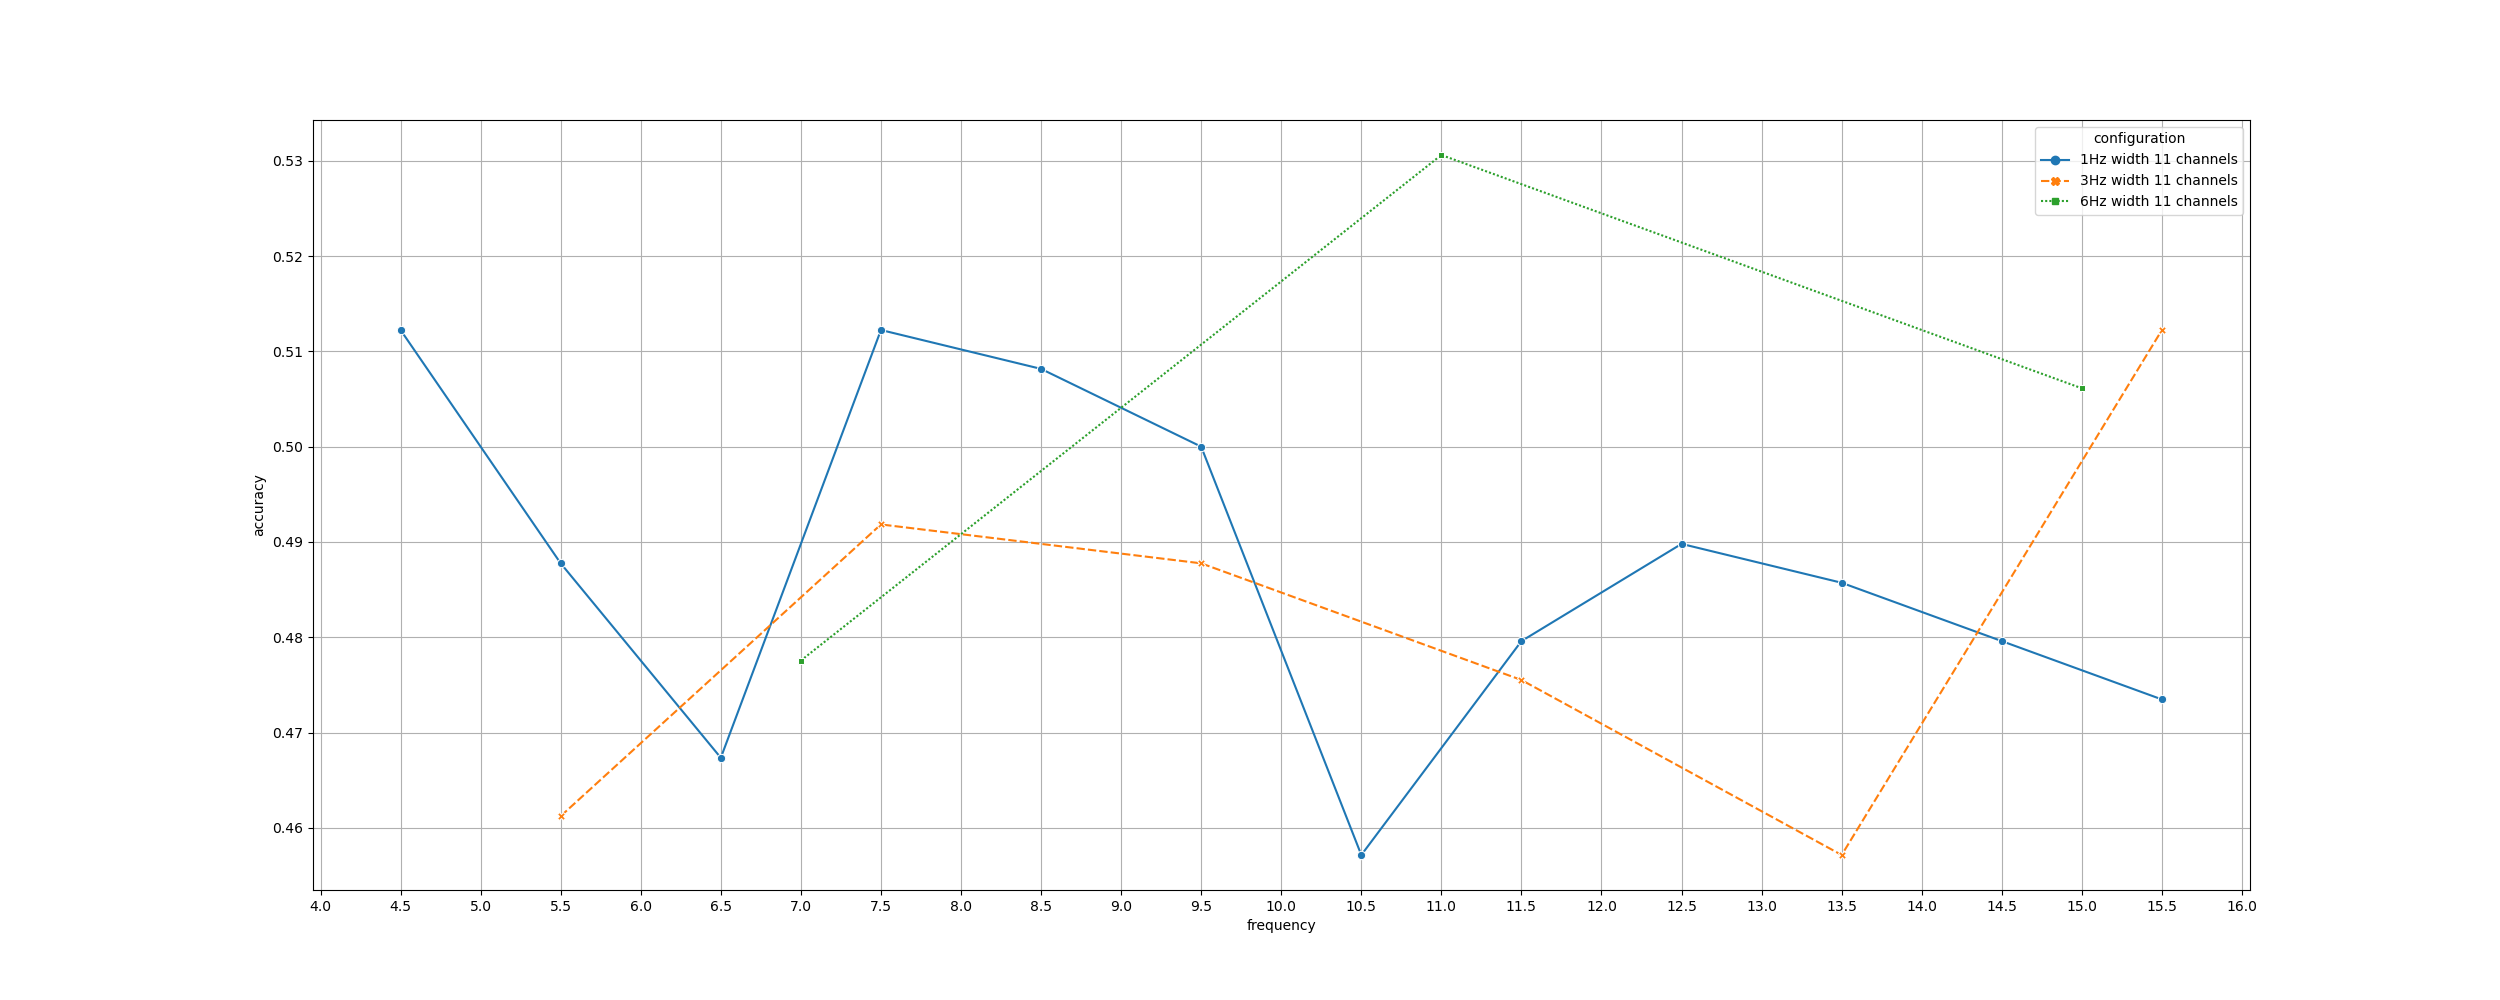 configuration
1Hz width 11 channels
3Hz width 11 channels
6Hz width 11 channels
0.53
0.52
0.51
0.50
0.49
0.48
0.47
0.46
accuracy
4.0 4.5 5.0 5.5 6.0 6.5 7.0 7.5 8.0 8.5 9.0 9.5 10.0 10.5 11.0 11.5 12.0 12.5 13.0 13.5 14.0 14.5 15.0 15.5 16.0
frequency